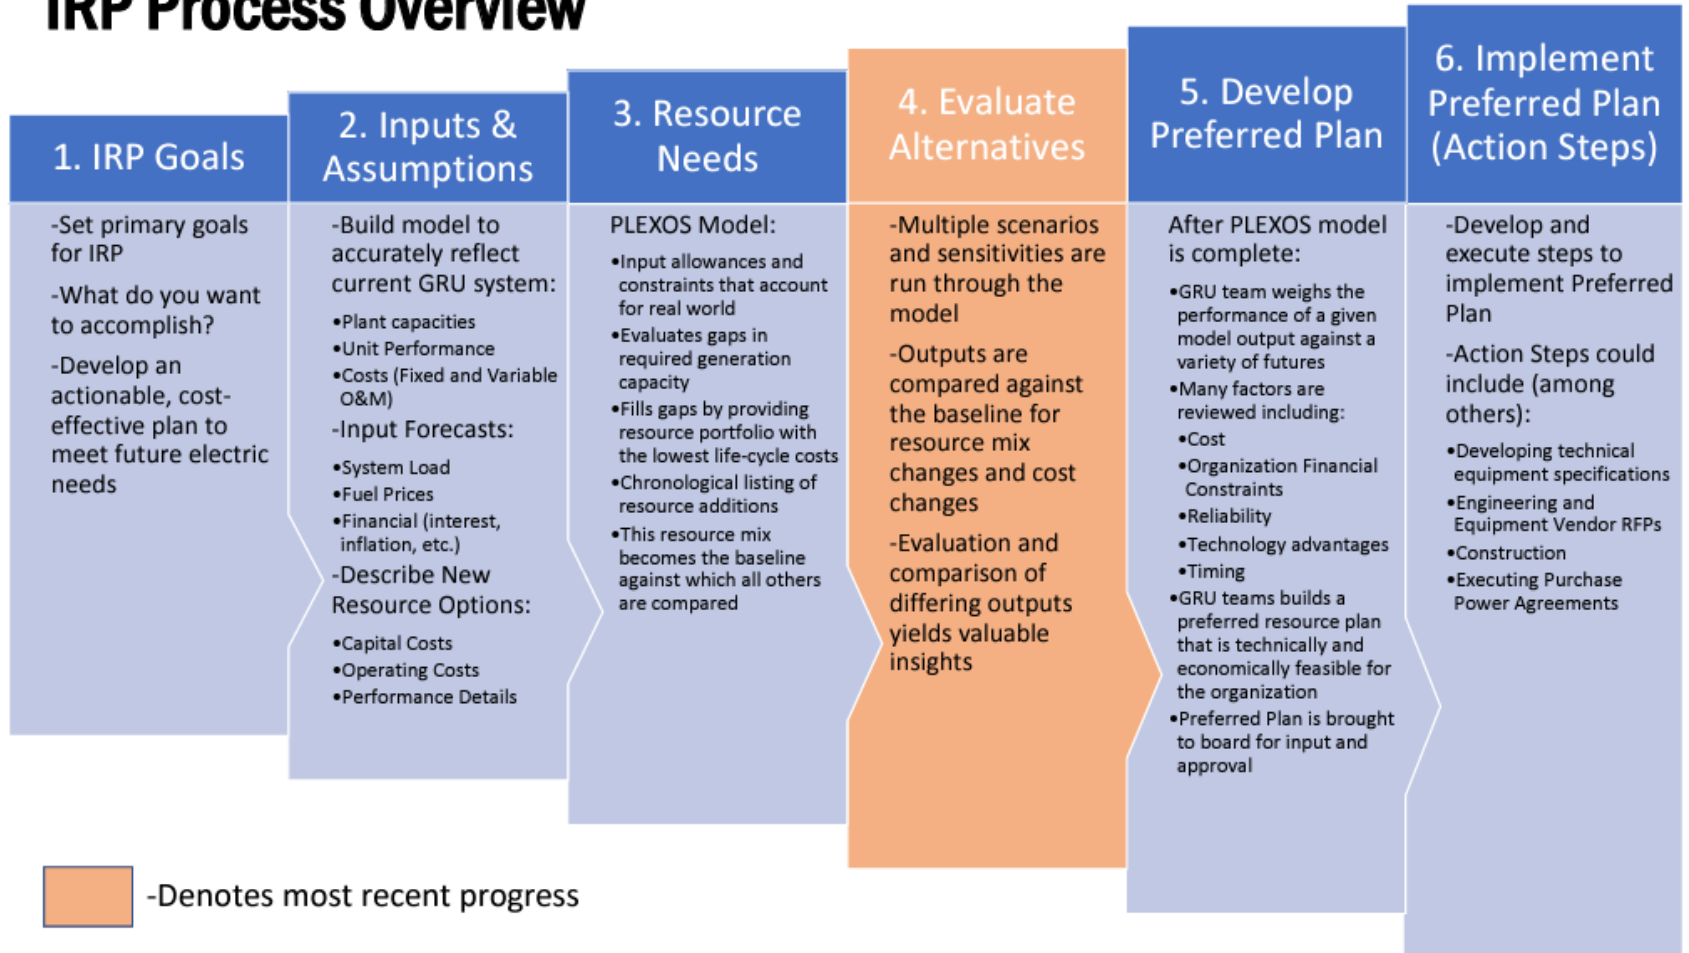 IRP Process Overview
1. IRP Goals
-Set primary goals
for IRP
-What do you want
to accomplish?
-Develop an
actionable, cost-
effective plan to
meet future electric
needs
2. Inputs &
Assumptions
-Build model to
accurately reflect
current GRU system:
•Plant capacities
•Unit Performance
•Costs (Fixed and Variable
O&M)
-Input Forecasts:
•System Load
•Fuel Prices
•Financial (interest,
inflation, etc.)
-Describe New
Resource Options:
•Capital Costs
•Operating Costs
•Performance Details
3. Resource
Needs
PLEXOS Model:
•Input allowances and
constraints that account
for real world
•Evaluates gaps in
required generation
capacity
•Fills gaps by providing
resource portfolio with
the lowest life-cycle costs
•Chronological listing of
resource additions
•This resource mix
becomes the baseline
against which all others
are compared
4. Evaluate
Alternatives
-Multiple scenarios
and sensitivities are
run through the
model
-Outputs are
compared against
the baseline for
resource mix
changes and cost
changes
-Evaluation and
comparison of
differing outputs
yields valuable
insights
5. Develop
Preferred Plan
After PLEXOS model
is complete:
•GRU team weighs the
performance of a given
model output against a
variety of futures
•Many factors are
reviewed including:
•Cost
•Organization Financial
Constraints
•Reliability
•Technology advantages
•Timing
•GRU teams builds a
preferred resource plan
that is technically and
economically feasible for
the organization
•Preferred Plan is brought
to board for input and
approval
6. Implement
Preferred Plan
(Action Steps)
-Develop and
execute steps to
implement Preferred
Plan
-Action Steps could
include (among
others):
•Developing technical
equipment specifications
•Engineering and
Equipment Vendor RFPs
•Construction
•Executing Purchase
Power Agreements
-Denotes most recent progress